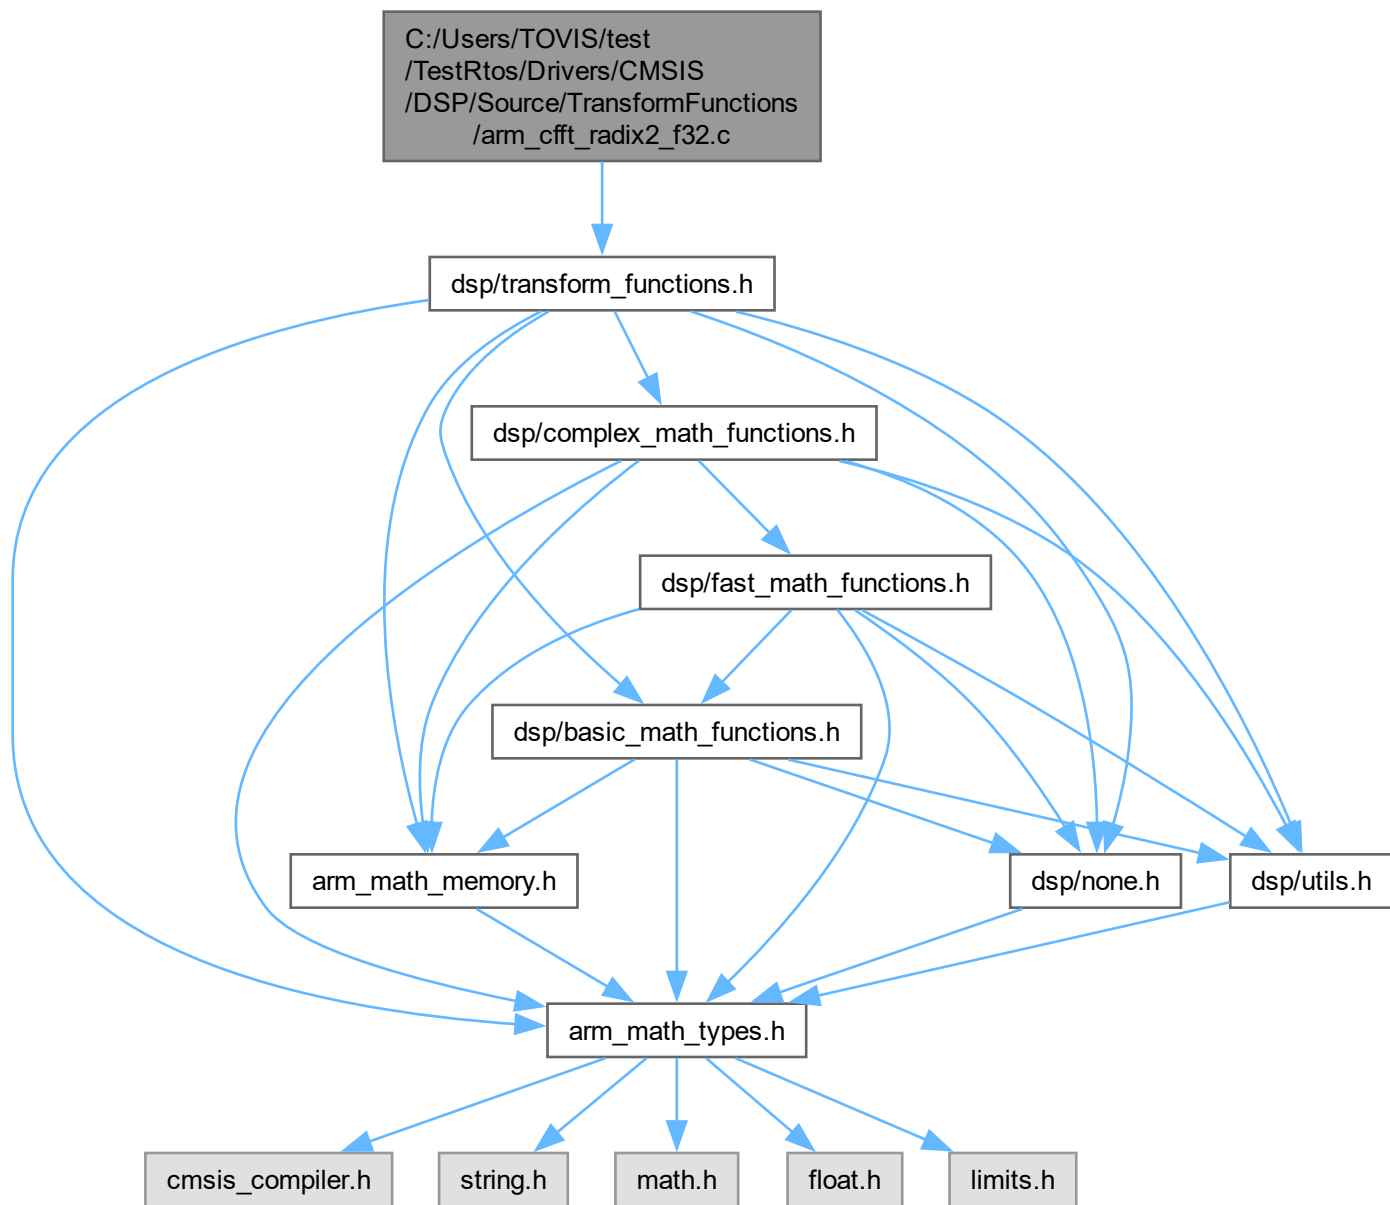 C:/Users/TOVIS/test
/TestRtos/Drivers/CMSIS
/DSP/Source/TransformFunctions
/arm_cfft_radix2_f32.c
dsp/transform_functions.h
dsp/complex_math_functions.h
dsp/fast_math_functions.h
dsp/basic_math_functions.h
arm_math_memory.h
dsp/none.h
dsp/utils.h
arm_math_types.h
cmsis_compiler.h
string.h
math.h
float.h
limits.h